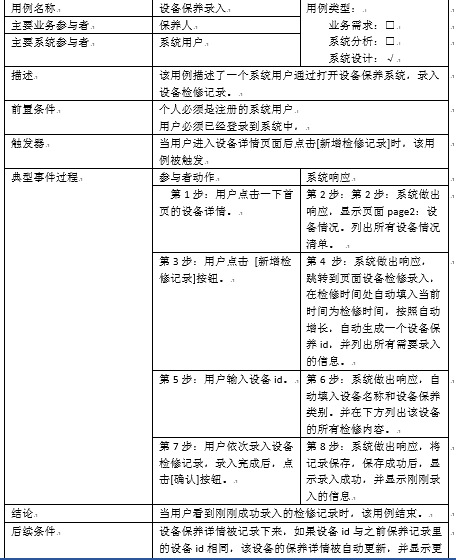 用例名称
设备保养录入
用例类型：
主要业务参与者
保养人
业务需求：□
主要系统参与者
系统用户
系统分析：□
系统设计：√
描述
该用例描述了一个系统用户通过打开设备保养系统，录入
设备检修记录。
前置条件
个人必须是注册的系统用户
用户必须已经登录到系统中，
触发器
当用户进入设备详情页面后点击[新增检修记录]时，该用
例被触发
典型事件过程
参与者动作
系统响应
第 1 步：用户点击一下首
页的设备详情。
第 2 步：第 2 步：系统做出
响应，显示页面 page2：设
备情况。列出所有设备情况
清单。
第 3 步：用户点击 [新增检
修记录]按钮。
第 4 步：系统做出响应，
跳转到页面设备检修录入，
在检修时间处自动填入当前
时间为检修时间，按照自动
增长，自动生成一个设备保
养 id，并列出所有需要录入
的信息。
第 5 步：用户输入设备 id。
第 6 步：系统做出响应，自
动填入设备名称和设备保养
类别。并在下方列出该设备
的所有检修内容。
第 7 步：用户依次录入设备
检修记录，录入完成后，点
击[确认]按钮。
第 8 步：系统做出响应，将
记录保存，保存成功后，显
示录入成功，并显示刚刚录
入的信息
结论
当用户看到刚刚成功录入的检修记录时，该用例结束。
后续条件
设备保养详情被记录下来，如果设备 id 与之前保养记录里
的设备 id 相同，该设备的保养详情被自动更新，并显示更